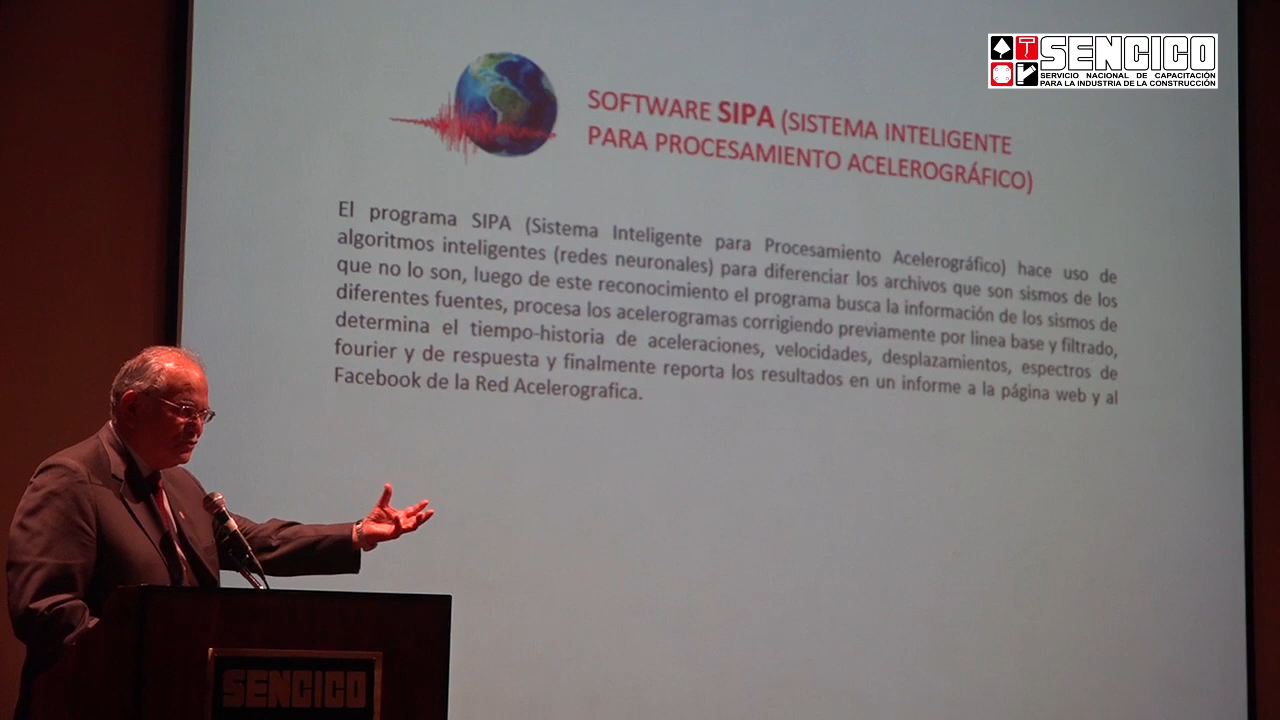 SENCICO
SERVICIO NACIONAL DE CAPACITACIÓN
PARA LA INDUSTRIA DE LA CONSTRUCCIÓN
SOFTWARE SIPA (SISTEMA INTELIGENTE
PARA PROCESAMIENTO ACELEROGRÁFICO)
El programa SIPA (Sistema Inteligente para Procesamiento Acelerográfico) hace uso de
algoritmos inteligentes (redes neuronales) para diferenciar los archivos que son sismos de los
que no lo son, luego de este reconocimiento el programa busca la información de los sismos de
diferentes fuentes, procesa los acelerogramas corrigiendo previamente por linea base y filtrado,
determina el tiempo-historia de aceleraciones, velocidades, desplazamientos, espectros de
fourier y de respuesta y finalmente reporta los resultados en un informe a la página web y al
Facebook de la Red Acelerografica.
SENCICO